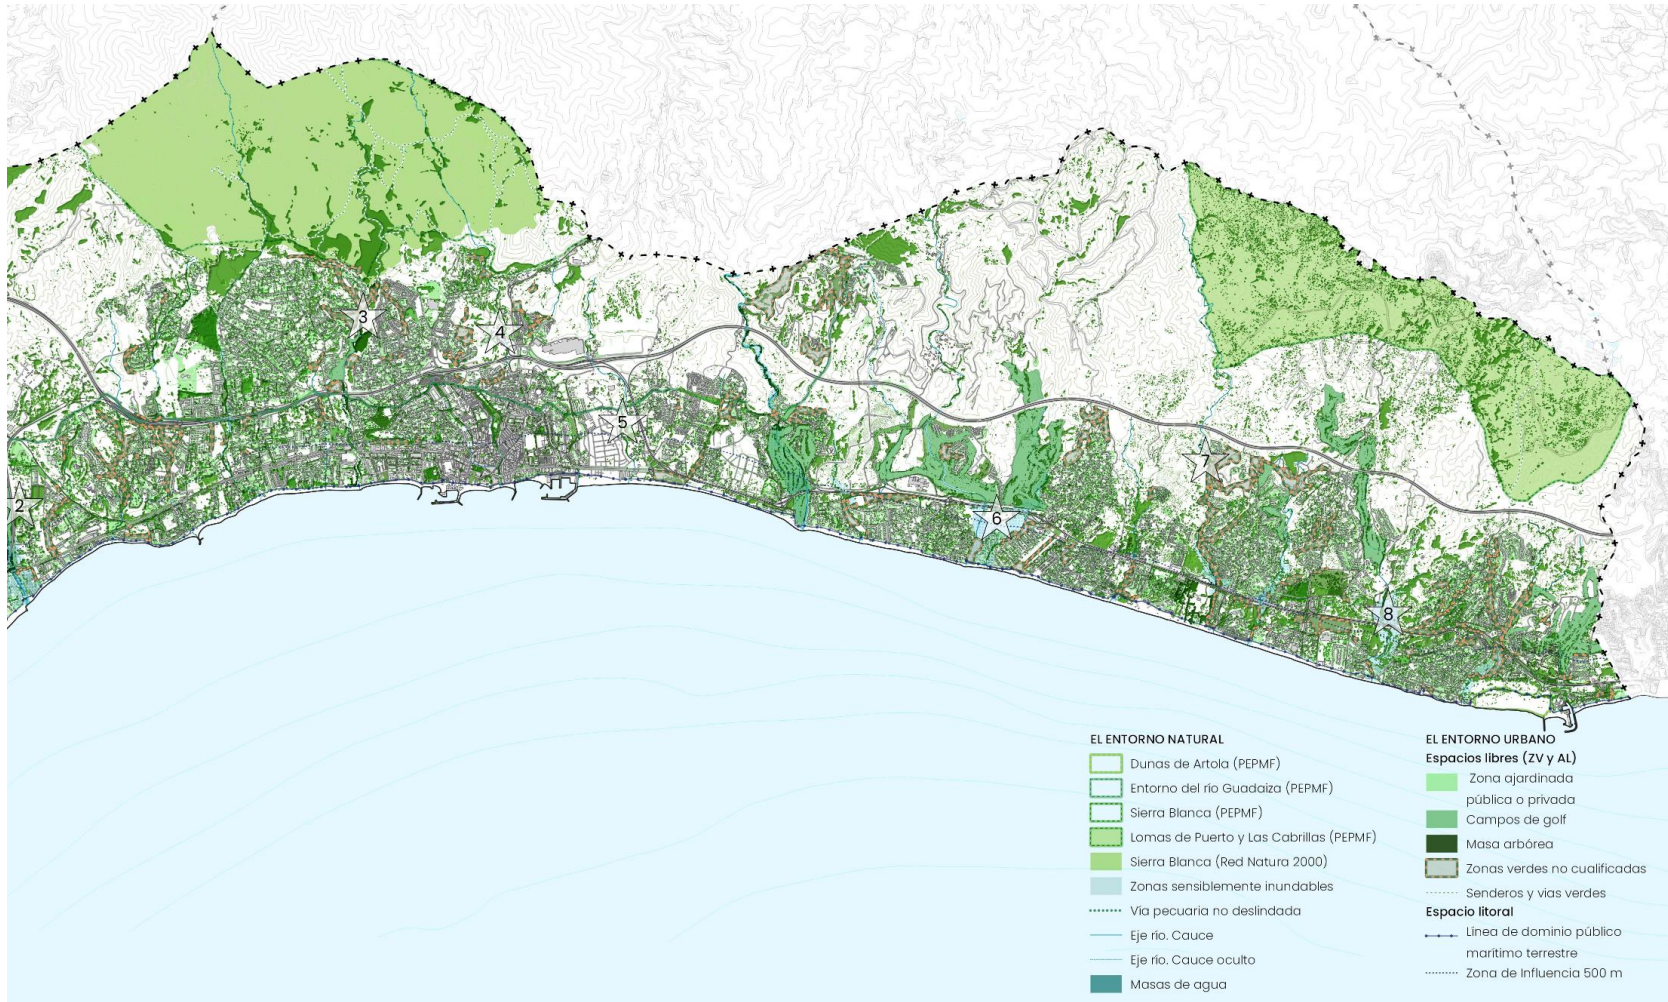 3
4
5
2
7
6
8
EL ENTORNO NATURAL
Dunas de Artola (PEPMF)
Entorno del río Guadaiza (PEPMF)
Sierra Blanca (PEPMF)
Lomas de Puerto y Las Cabrillas (PEPMF)
Sierra Blanca (Red Natura 2000)
Zonas sensiblemente inundables
Vía pecuaria no deslindada
Eje río. Cauce
Eje río. Cauce oculto
Masas de agua
EL ENTORNO URBANO
Espacios libres (ZV y AL)
Zona ajardinada
pública o privada
Campos de golf
Masa arbórea
Zonas verdes no cualificadas
Senderos y vias verdes
Espacio litoral
Línea de dominio público
marítimo terrestre
Zona de Influencia 500 m